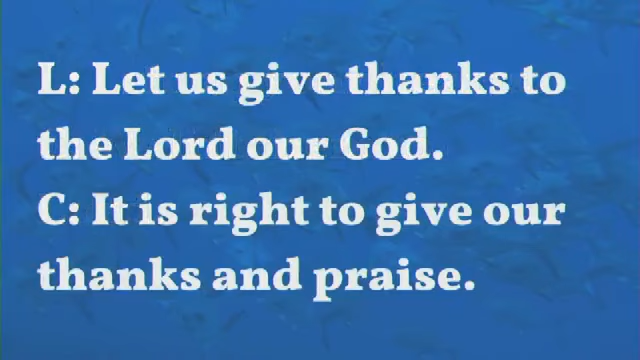 L: Let us give thanks to
the Lord our God.
C: It is right to give our
thanks and praise.